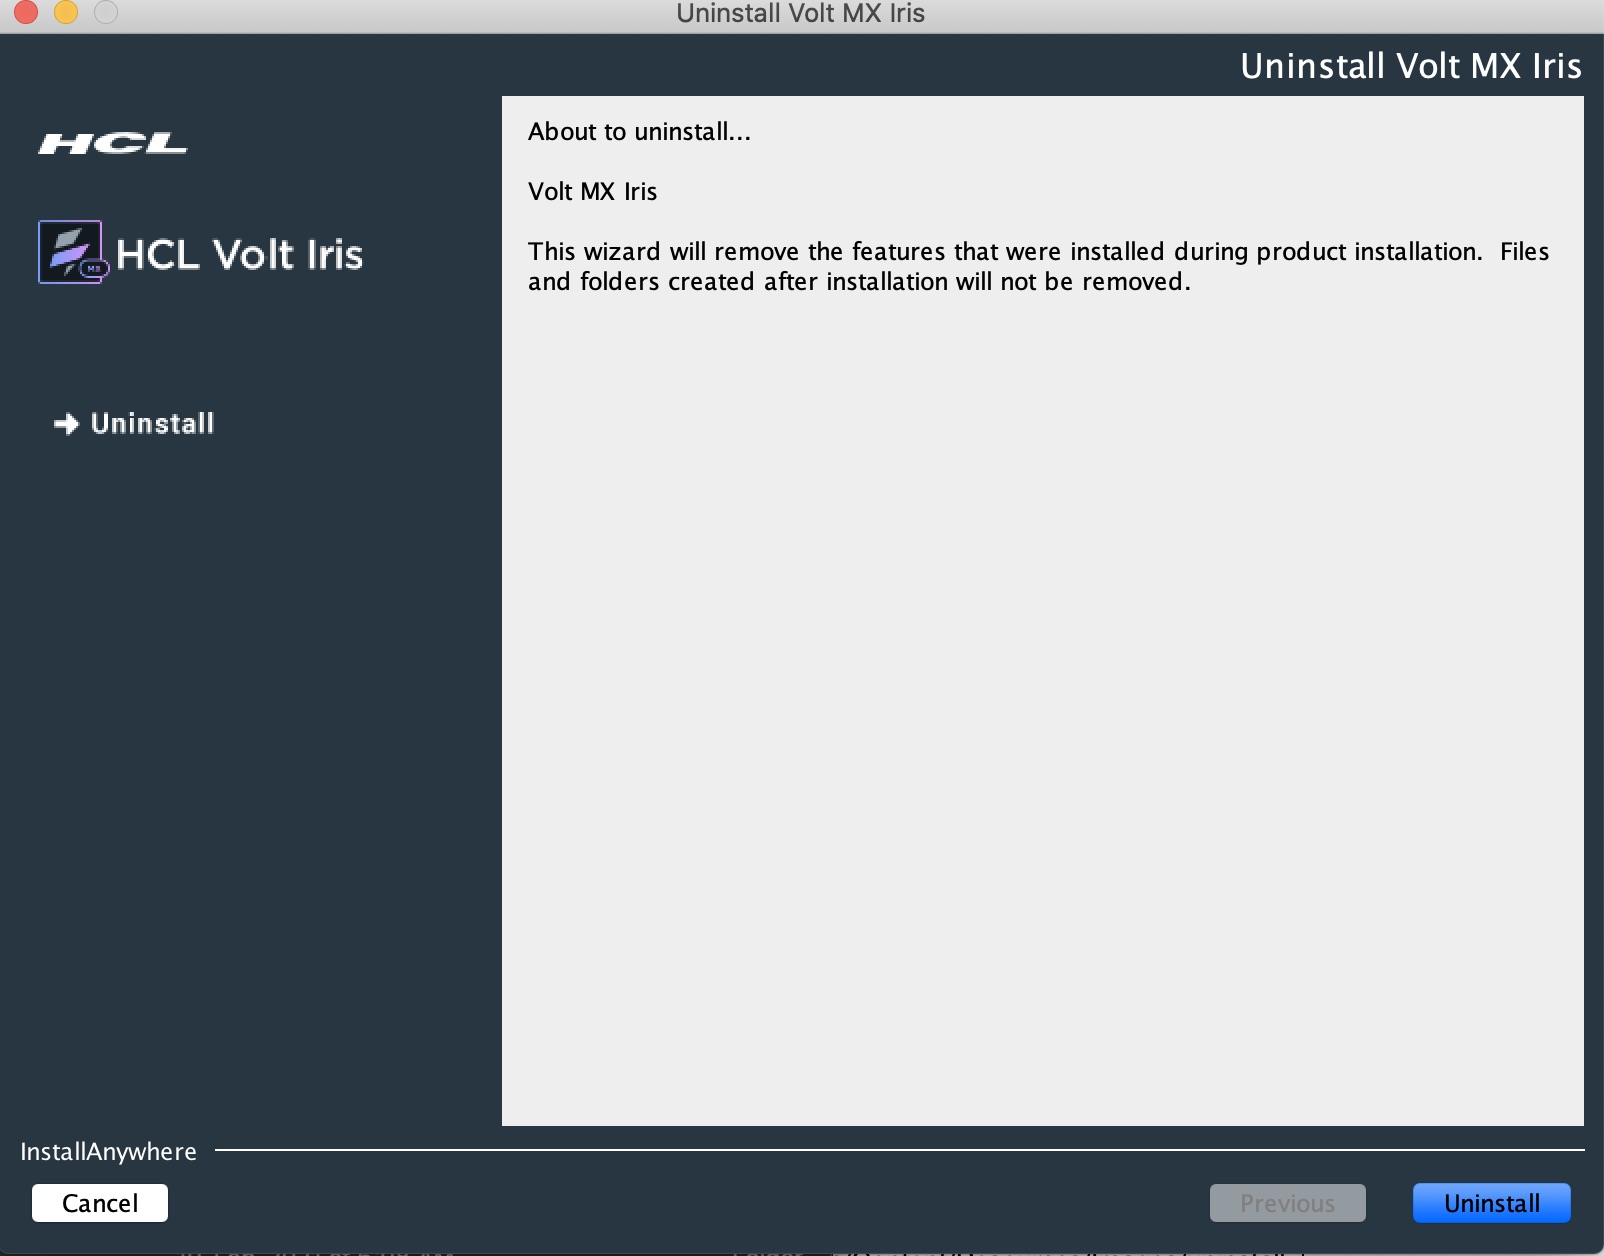 Uninstall Volt MX Iris
Uninstall Volt MX Iris
HCL
HCL Volt Iris
Uninstall
About to uninstall...
Volt MX Iris
This wizard will remove the features that were installed during product installation.  Files
and folders created after installation will not be removed.
InstallAnywhere
Cancel
Previous
Uninstall